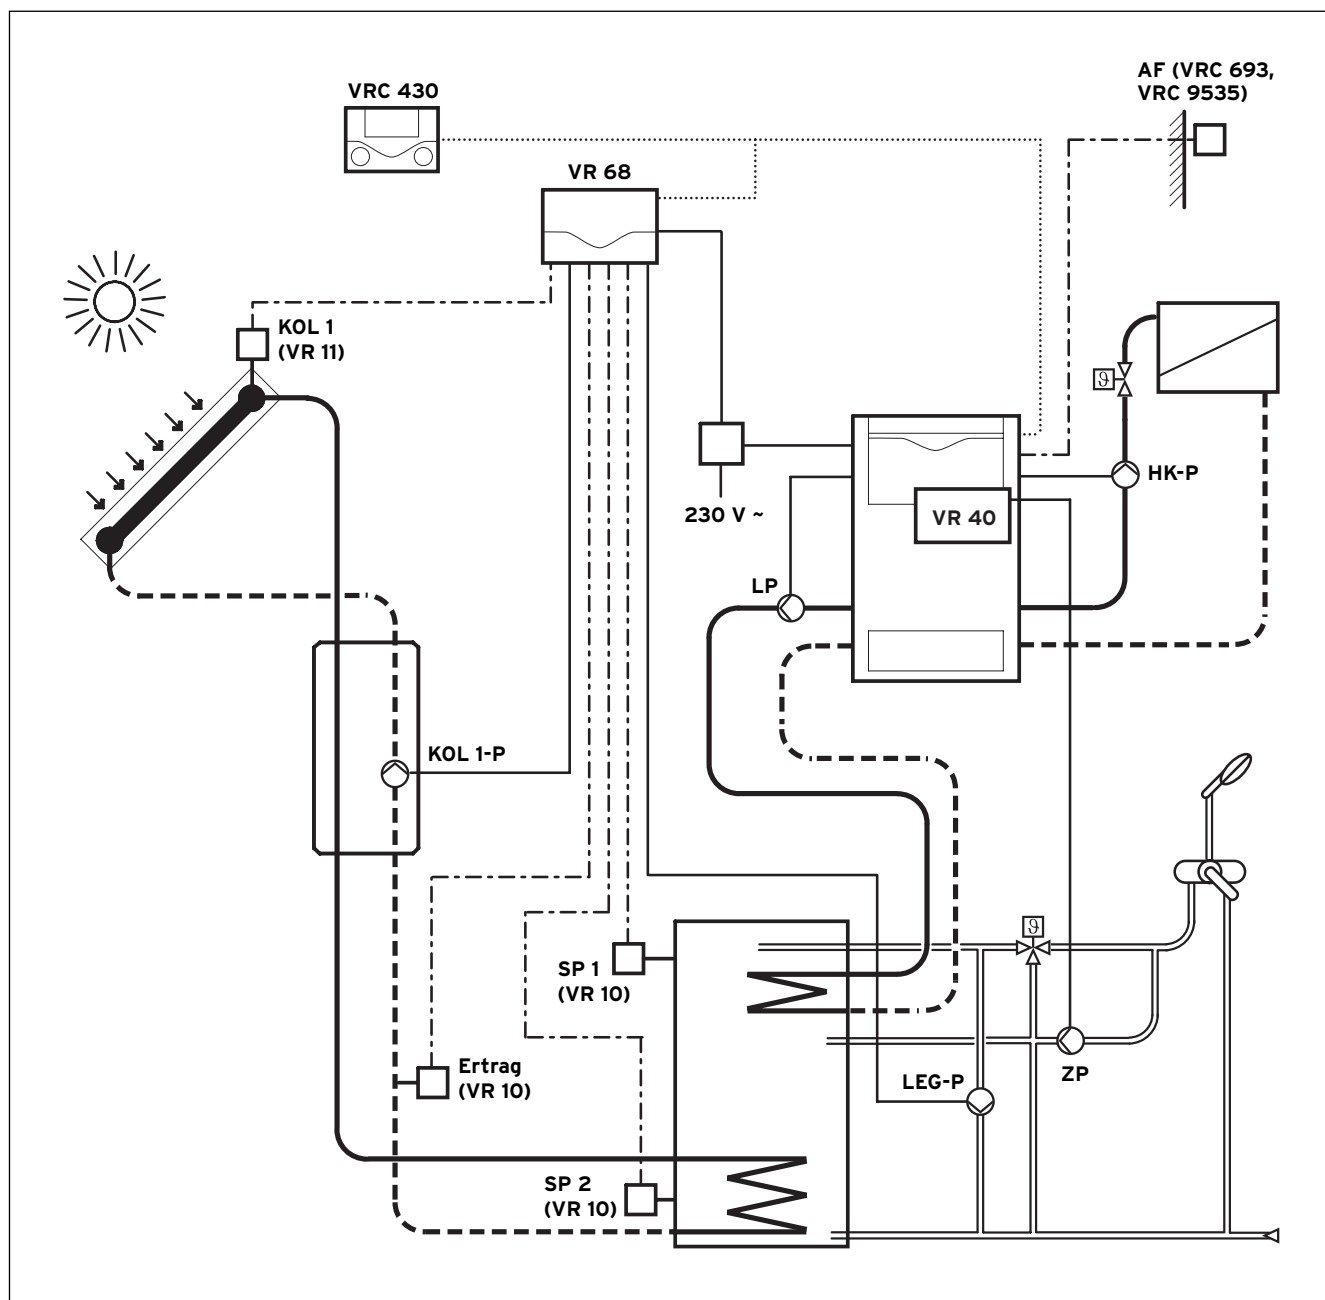 AF (VRC 693,
VRC 9535)
VRC 430
VR 68
KOL 1
(VR 11)
HK-P
230 V ~
VR 40
LP
KOL 1-P
SP 1
(VR 10)
Ertrag
(VR 10)
LEG-P
ZP
SP 2
(VR 10)
ϑ
ϑ